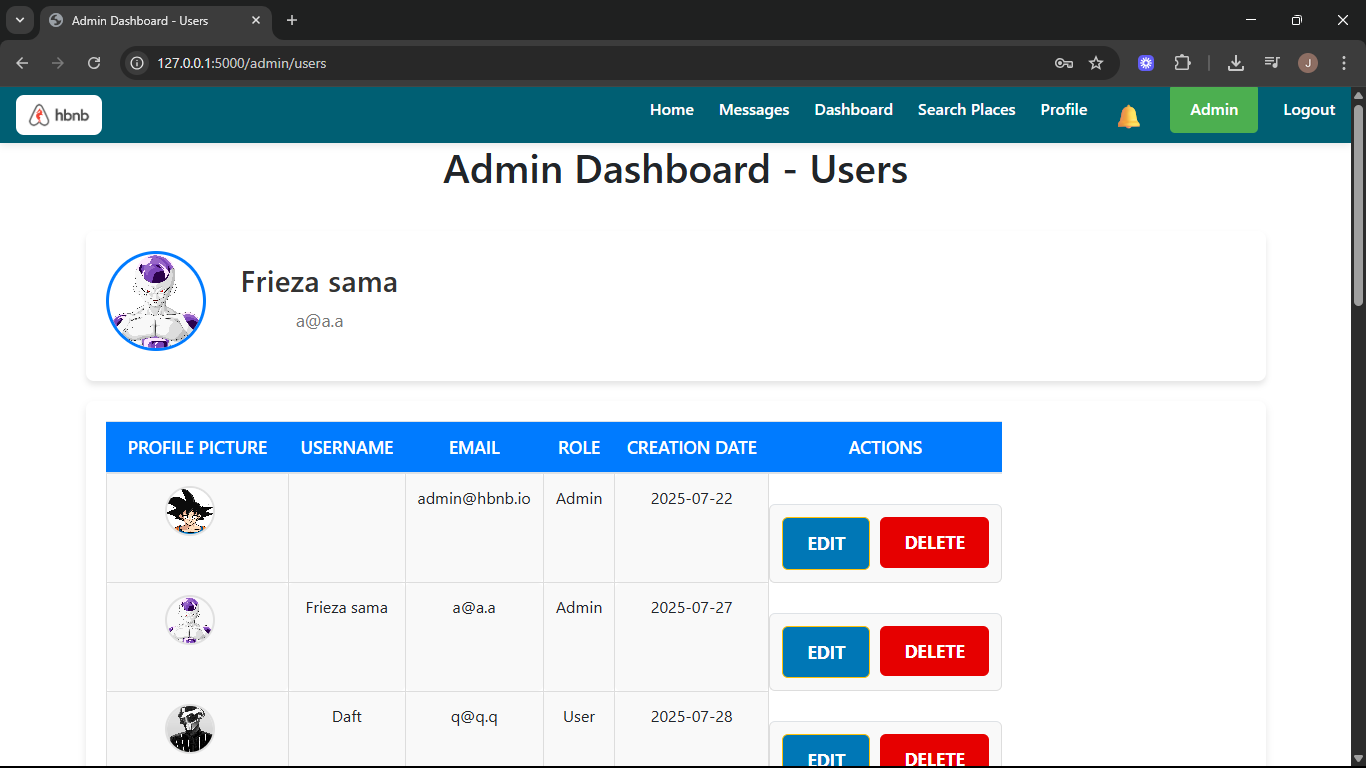 Admin Dashboard - Users
127.0.0.1:5000/admin/users
J
hbnb
Home Messages Dashboard Search Places Profile Admin Logout
Admin Dashboard - Users
Frieza sama
a@a.a
PROFILE PICTURE USERNAME EMAIL ROLE CREATION DATE ACTIONS
admin@hbnb.io Admin 2025-07-22
EDIT DELETE
Frieza sama a@a.a Admin 2025-07-27
EDIT DELETE
Daft q@q.q User 2025-07-28
EDIT DELETE